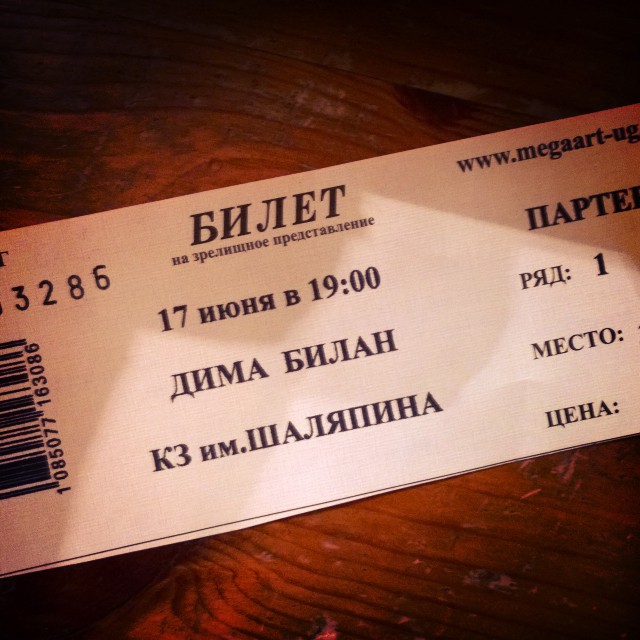 www.megaart-ug
БИЛЕТ
на зрелищное представление
3286
17 июня в 19:00
ДИМА БИЛАН
КЗ им.ШАЛЯПИНА
РЯД: 1
МЕСТО:
ЦЕНА:
1085077163086